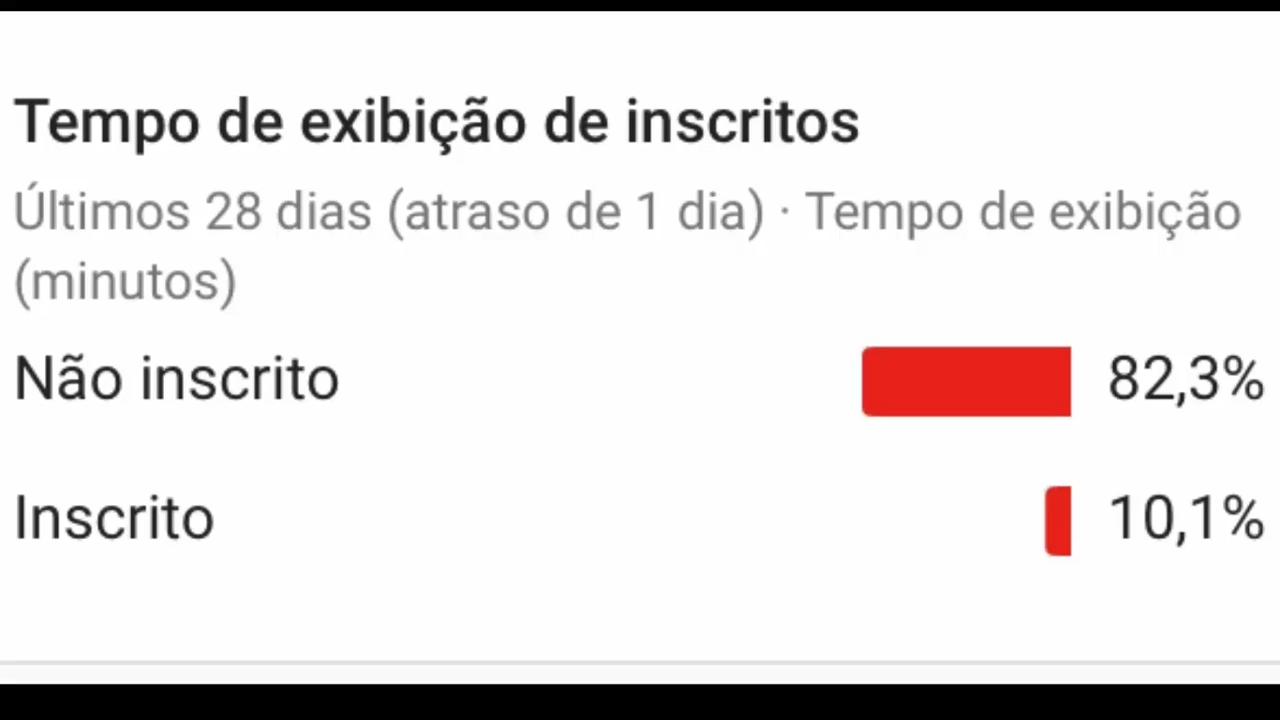 Tempo de exibição de inscritos
Últimos 28 dias (atraso de 1 dia) · Tempo de exibição
(minutos)
Não inscrito 82,3%
Inscrito 10,1%